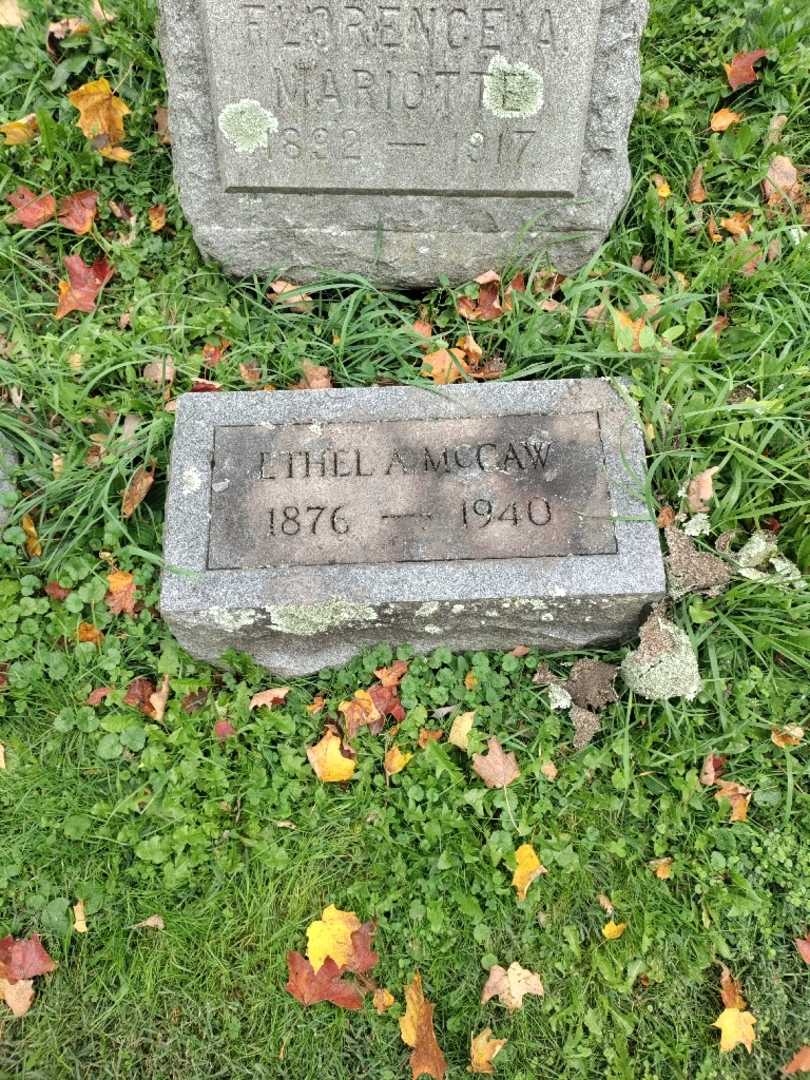 FLORENCE A.
MARIOTTE
1892 — 1917
ETHEL A. MCCAW
1876 — 1940